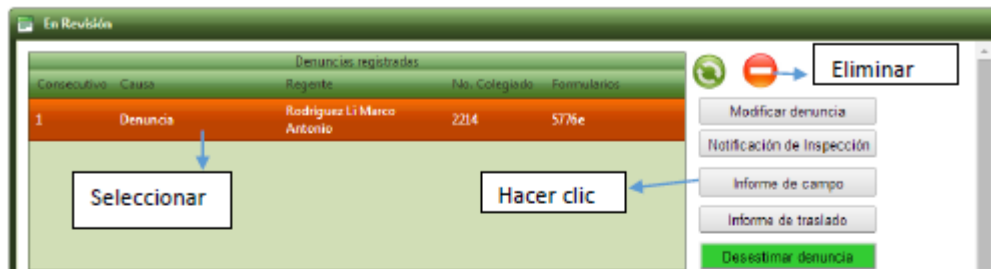 En Revisión
Denuncias registradas
Consecutivo Causa Regente No. Colegiado Formularios
1 Denuncia Rodriguez Li Marco Antonio 2214 5776e
Eliminar
Modificar denuncia
Notificación de Inspección
Informe de campo
Informe de traslado
Desestimar denuncia
Seleccionar
Hacer clic